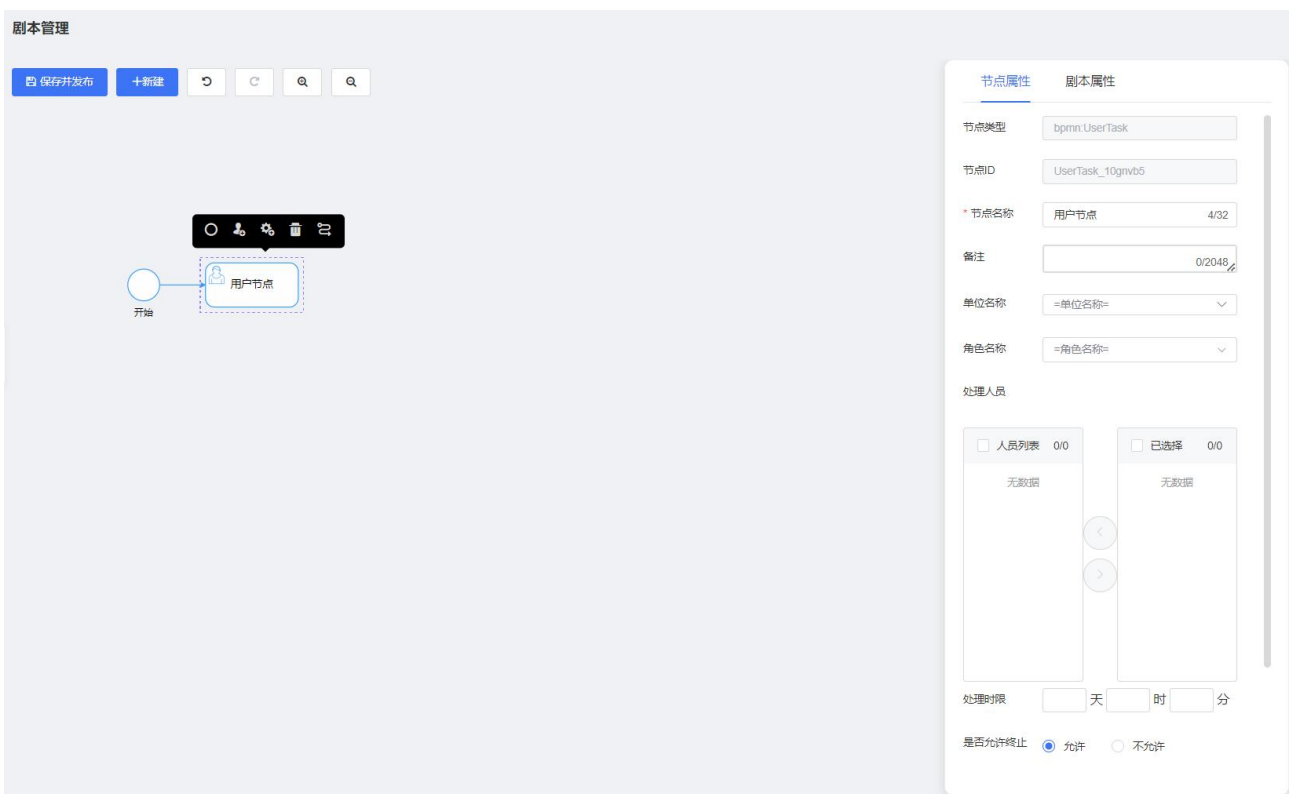 剧本管理
保存并发布 +新建
节点属性 剧本属性
节点类型 bpmn:UserTask
节点ID UserTask_10gnvb5
* 节点名称 用户节点 4/32
备注 0/2048
单位名称 =单位名称=
角色名称 =角色名称=
处理人员
人员列表 0/0 已选择 0/0
无数据 无数据
处理时限 天 时 分
是否允许终止 允许 不允许
用户节点
开始